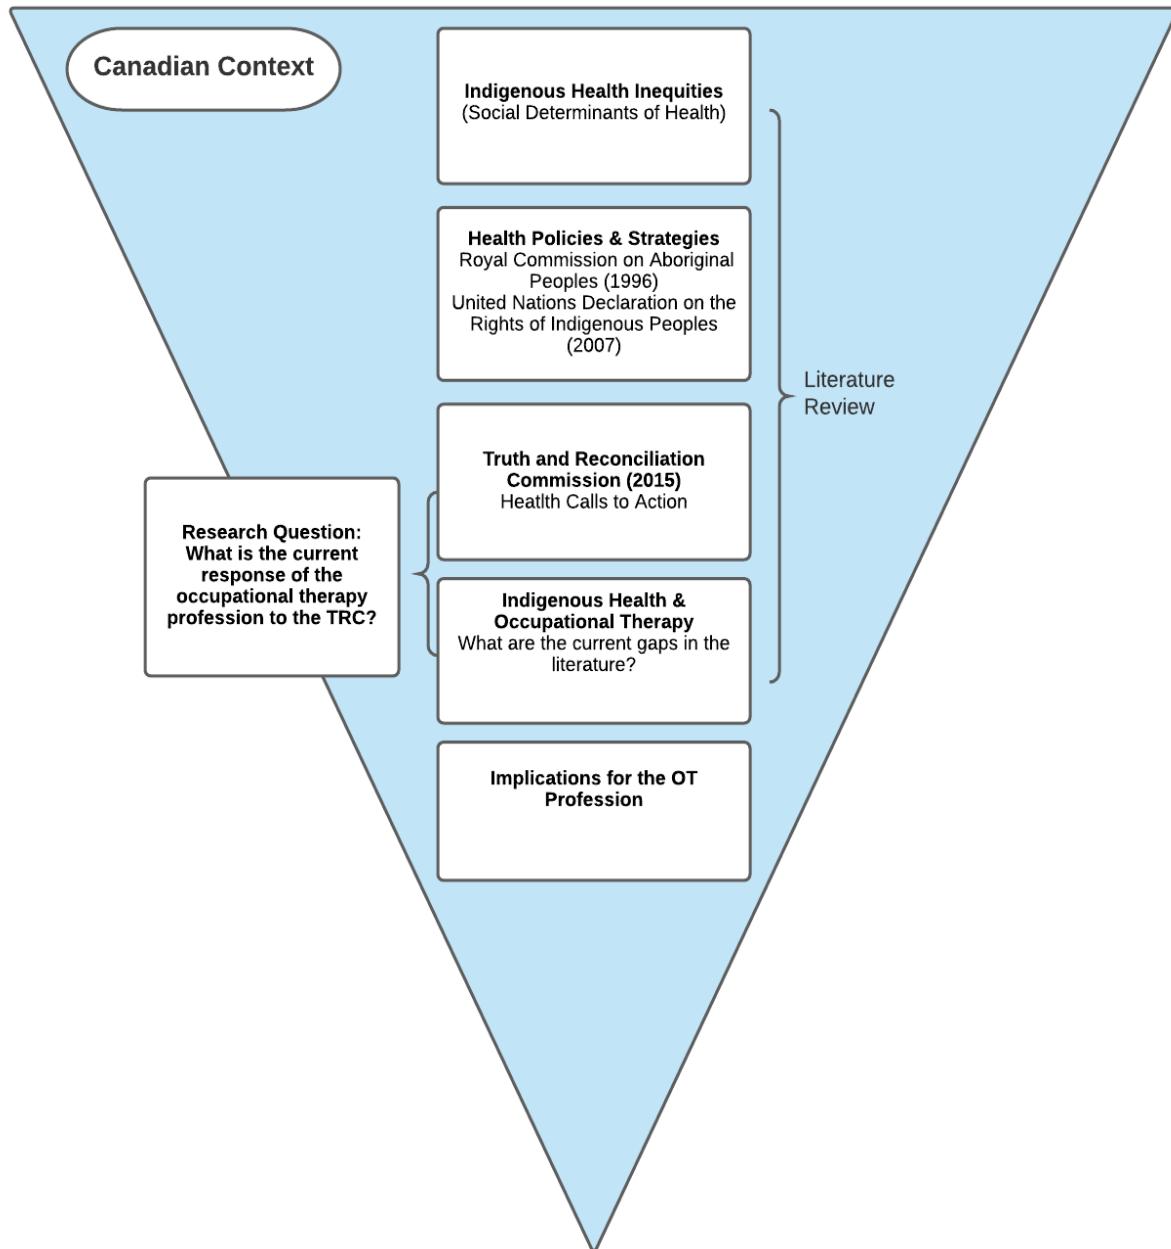 Canadian Context
Indigenous Health Inequities
(Social Determinants of Health)
Health Policies & Strategies
Royal Commission on Aboriginal
Peoples (1996)
United Nations Declaration on the
Rights of Indigenous Peoples
(2007)
Literature
Review
Truth and Reconciliation
Commission (2015)
Heatlth Calls to Action
Research Question:
What is the current
response of the
occupational therapy
profession to the TRC?
Indigenous Health &
Occupational Therapy
What are the current gaps in the
literature?
Implications for the OT
Profession